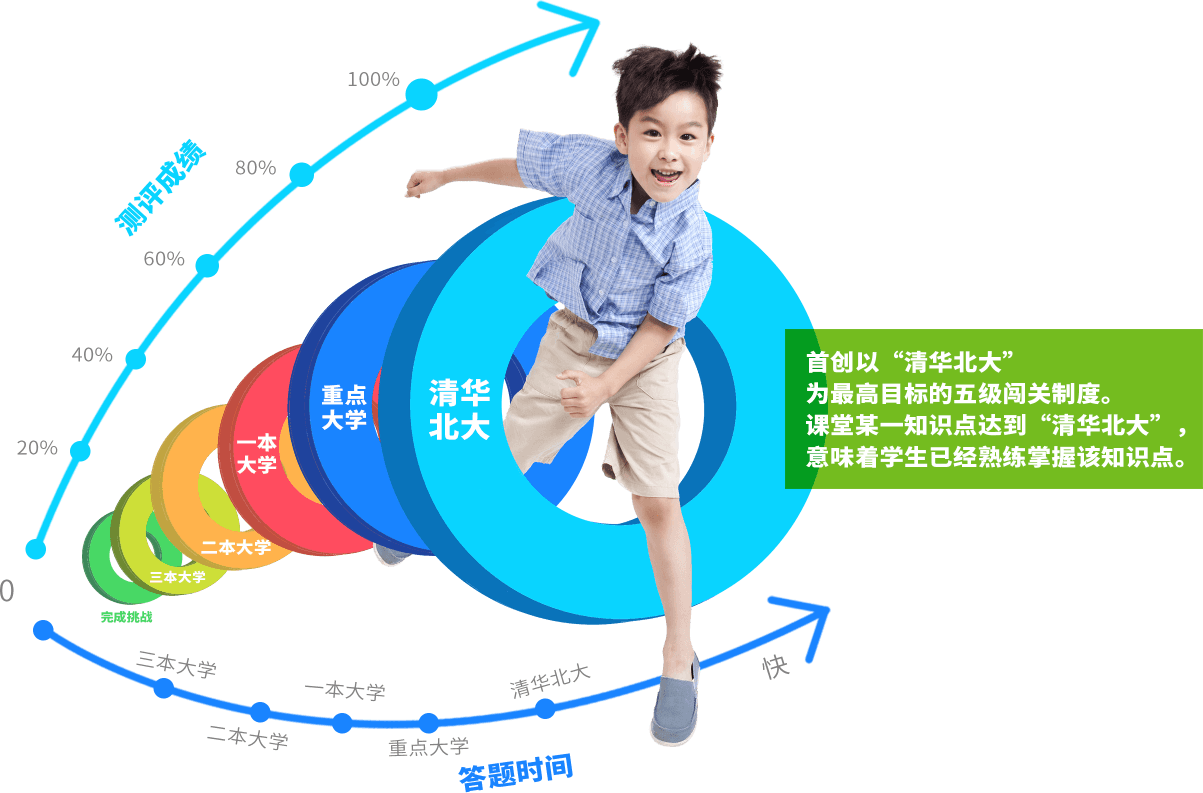 100%
80%
测评成绩
60%
40%
20%
0
清华
北大
重点
大学
一本
大学
二本大学
三本大学
完成挑战
首创以“清华北大”
为最高目标的五级闯关制度。
课堂某一知识点达到“清华北大”，
意味着学生已经熟练掌握该知识点。
三本大学
二本大学
一本大学
重点大学
清华北大
快
答题时间